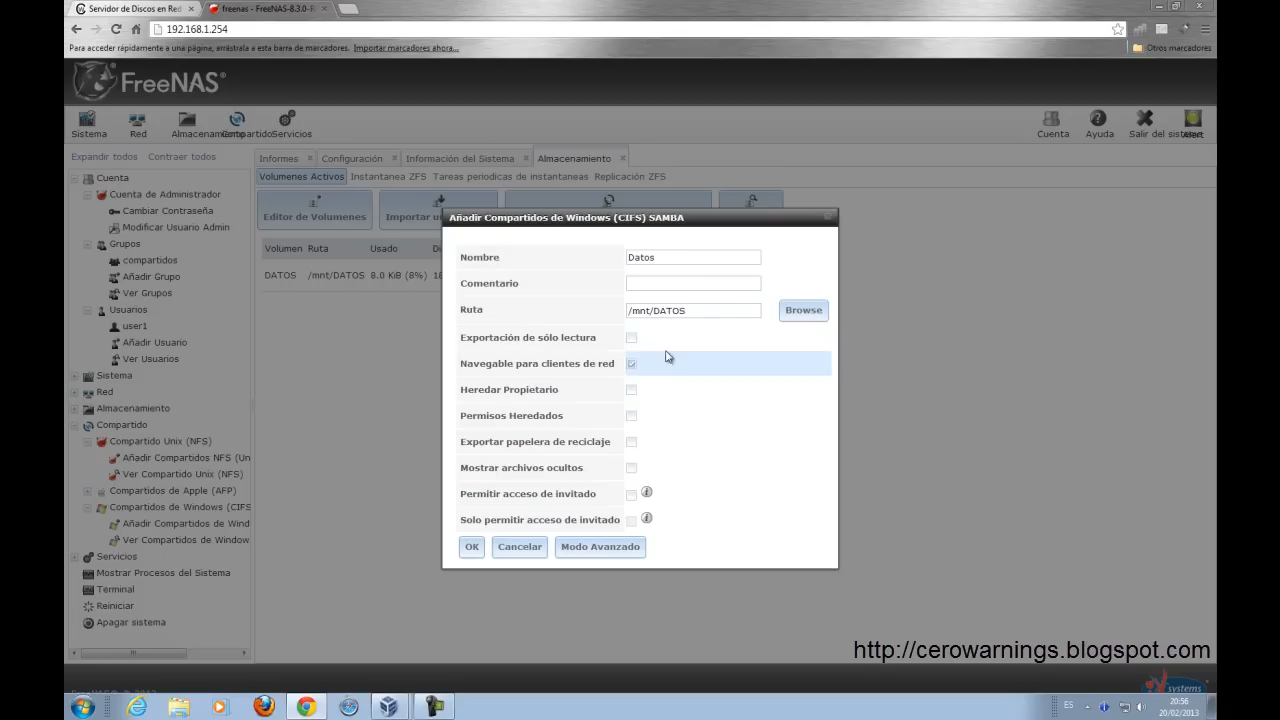 Servidor de Discos en Red
freenas - FreeNAS-8.3.0-R
192.168.1.254
Para acceder rápidamente a una página, arrástrala a esta barra de marcadores. Importar marcadores ahora...
Otros marcadores
FreeNAS®
Sistema
Red
Almacenamiento
Compartido
Servicios
Cuenta
Ayuda
Salir del sistema
Alert
Expandir todos
Contraer todos
Informes
Configuración
Información del Sistema
Almacenamiento
Volumenes Activos
Instantanea ZFS
Tareas periodicas de instantaneas
Replicación ZFS
Editor de Volumenes
Importar
Volumen
Ruta
Usado
DATOS
/mnt/DATOS
8.0 KiB (8%)
Cuenta
Cuenta de Administrador
Cambiar Contraseña
Modificar Usuario Admin
Grupos
compartidos
Añadir Grupo
Ver Grupos
Usuarios
user1
Añadir Usuario
Ver Usuarios
Sistema
Red
Almacenamiento
Compartido
Compartido Unix (NFS)
Añadir Compartidos NFS (Un
Ver Compartido Unix (NFS)
Compartidos de Apple (AFP)
Compartidos de Windows (CIFS
Añadir Compartidos de Wind
Ver Compartidos de Window
Servicios
Mostrar Procesos del Sistema
Terminal
Reiniciar
Apagar sistema
Añadir Compartidos de Windows (CIFS) SAMBA
Nombre
Datos
Comentario
Ruta
/mnt/DATOS
Browse
Exportación de sólo lectura
Navegable para clientes de red
Heredar Propietario
Permisos Heredados
Exportar papelera de reciclaje
Mostrar archivos ocultos
Permitir acceso de invitado
Solo permitir acceso de invitado
OK
Cancelar
Modo Avanzado
http://cerowarnings.blogspot.com
systems
ES
20:56
20/02/2013